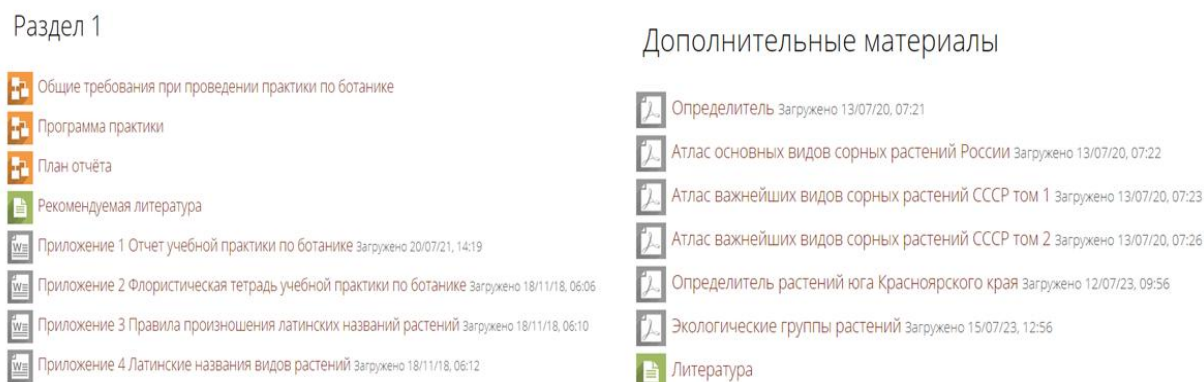 Раздел 1
Общие требования при проведении практики по ботанике
Программа практики
План отчёта
Рекомендуемая литература
Приложение 1 Отчет учебной практики по ботанике Загружено 20/07/21, 14:19
Приложение 2 Флористическая тетрадь учебной практики по ботанике Загружено 18/11/18, 06:06
Приложение 3 Правила произношения латинских названий растений Загружено 18/11/18, 06:10
Приложение 4 Латинские названия видов растений Загружено 18/11/18, 06:12
Дополнительные материалы
Определитель Загружено 13/07/20, 07:21
Атлас основных видов сорных растений России Загружено 13/07/20, 07:22
Атлас важнейших видов сорных растений СССР том 1 Загружено 13/07/20, 07:23
Атлас важнейших видов сорных растений СССР том 2 Загружено 13/07/20, 07:26
Определитель растений юга Красноярского края Загружено 12/07/23, 09:56
Экологические группы растений Загружено 15/07/23, 12:56
Литература